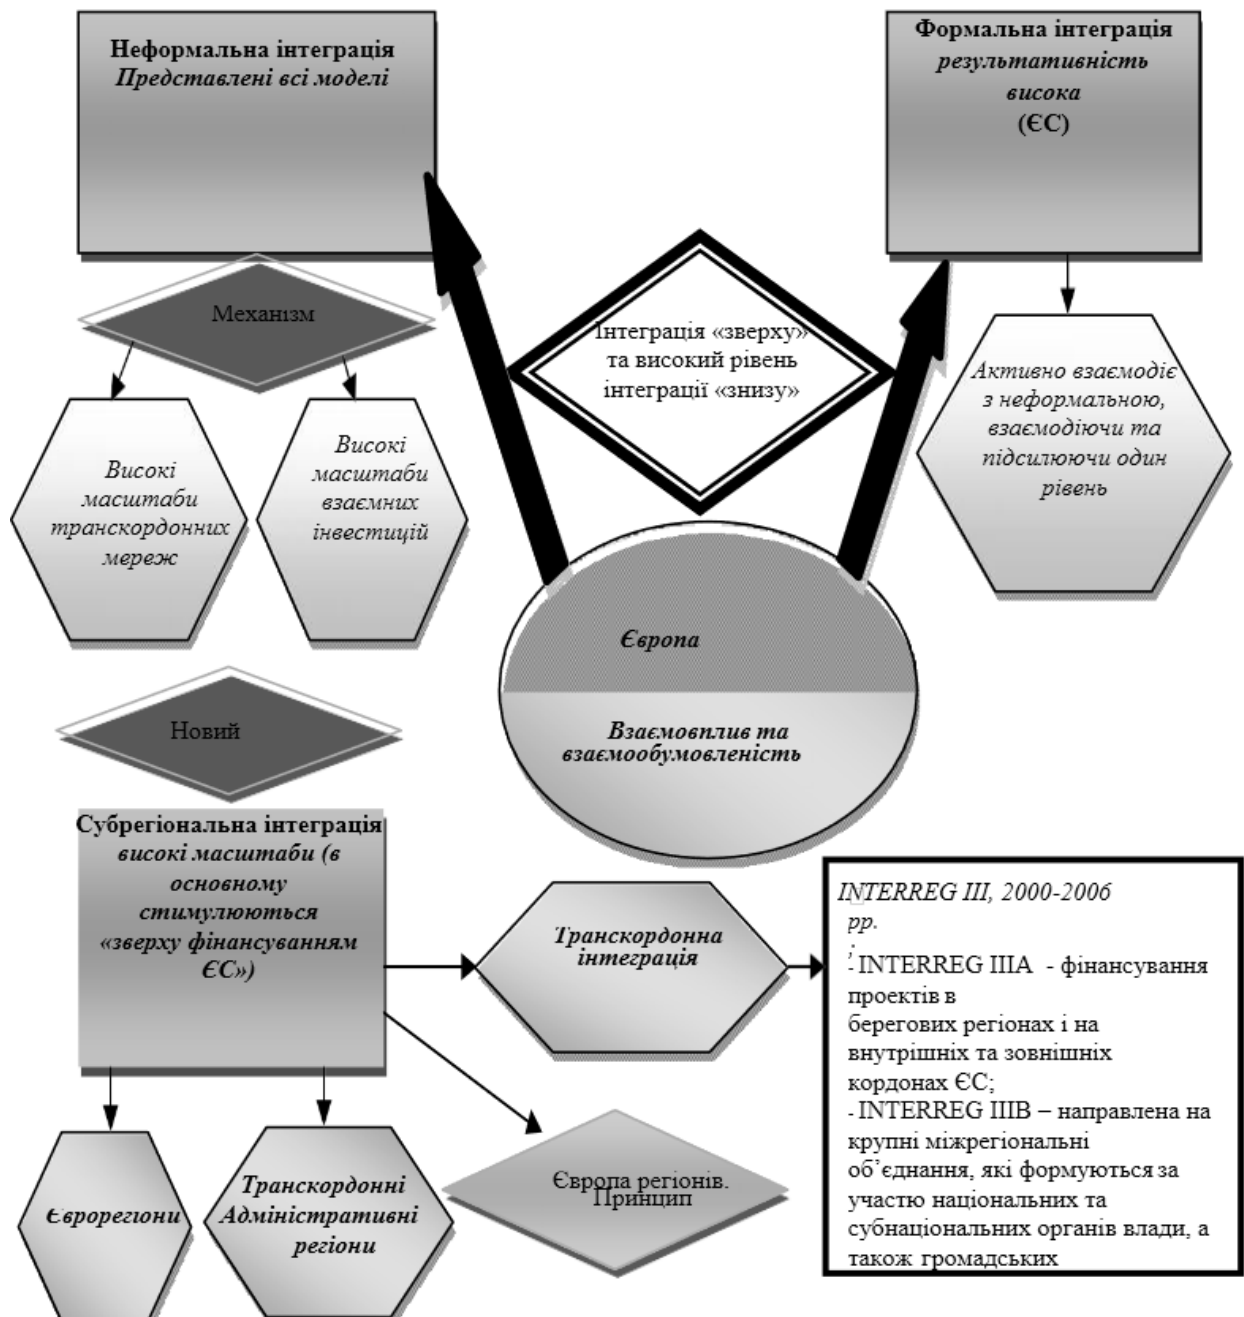 Неформальна інтеграція
Представлені всі моделі
Формальна інтеграція
результативність
висока
(ЄС)
Механізм
Інтеграція «зверху»
та високий рівень
інтеграції «знизу»
Активно взаємодіє
з неформальною,
взаємодіючи та
підсилюючи один
рівень
Високі
масштаби
транскордонних
мереж
Високі
масштаби
взаємних
інвестицій
Європа
Взаємовплив та
взаємообумовленість
Новий
Субрегіональна інтеграція
високі масштаби (в
основному
стимулюються
«зверху фінансуванням
ЄС»)
Транскордонна
інтеграція
INTERREG III, 2000-2006
рр.
;
- INTERREG IIIA - фінансування
проектів в
берегових регіонах і на
внутрішніх та зовнішніх
кордонах ЄС;
- INTERREG IIIB – направлена на
крупні міжрегіональні
об’єднання, які формуються за
участю національних та
субнаціональних органів влади, а
також громадських
Єврорегіони
Транскордонні
Адміністративні
регіони
Європа регіонів.
Принцип